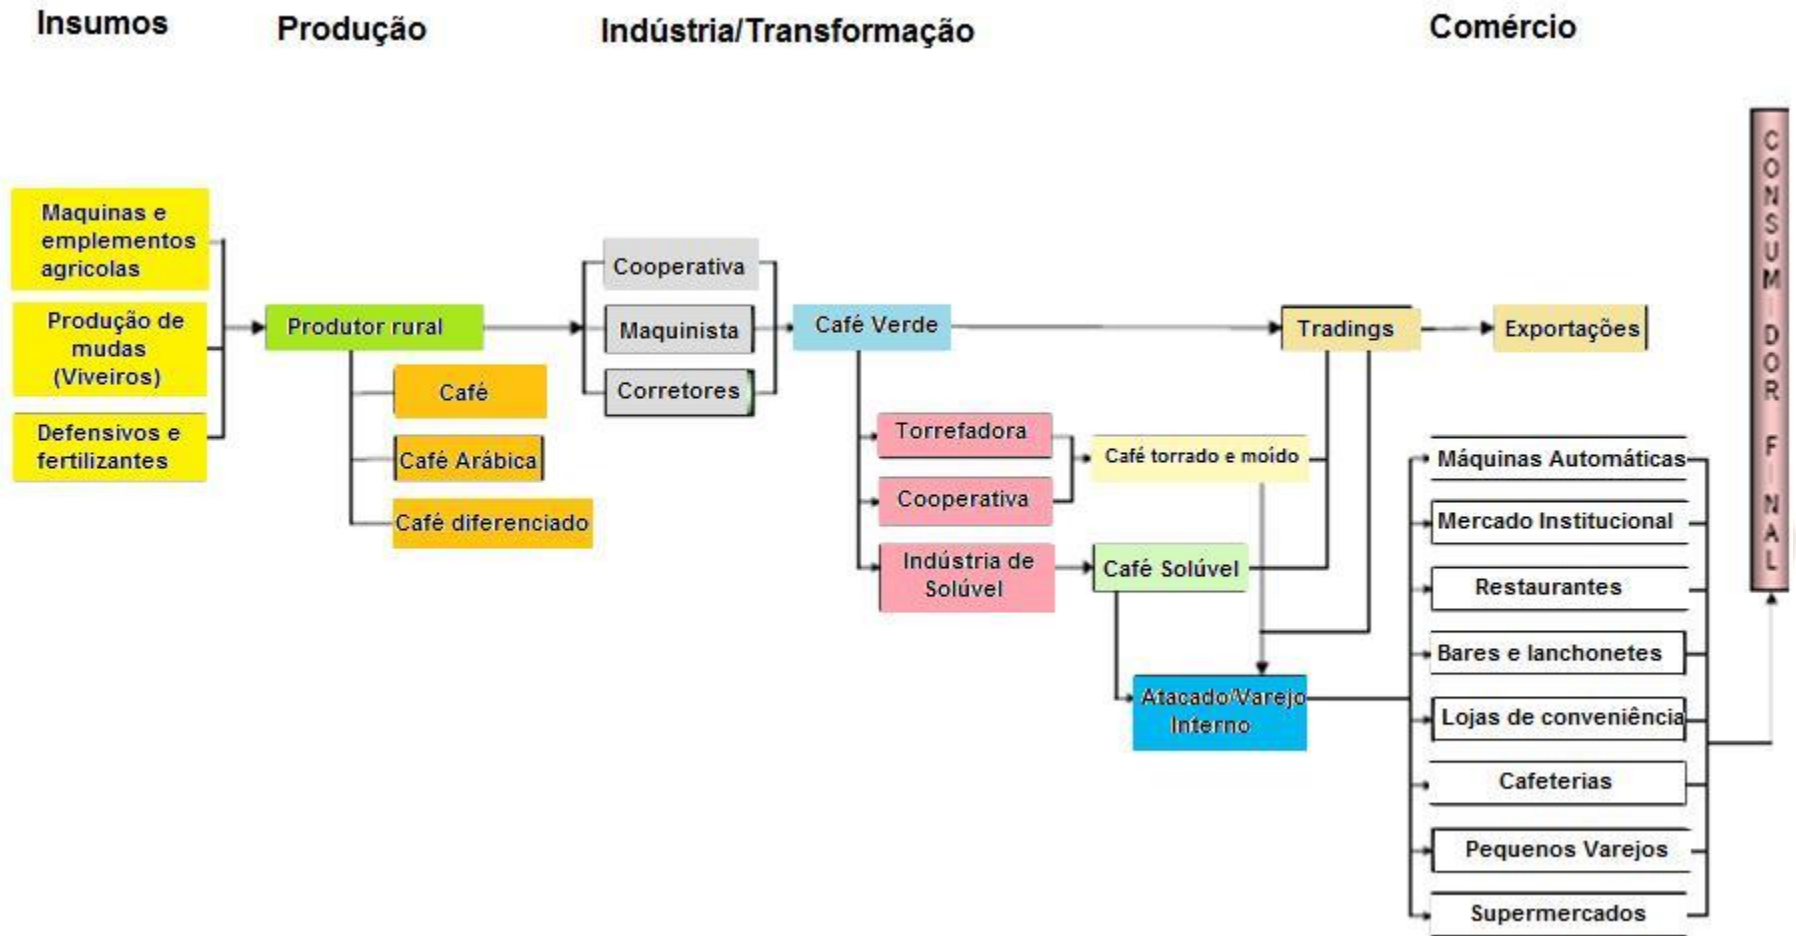 Insumos
Produção
Indústria/Transformação
Comércio
Maquinas e
emplementos
agricolas
Produção de
mudas
(Viveiros)
Defensivos e
fertilizantes
Produtor rural
Café
Café Arábica
Café diferenciado
Cooperativa
Maquinista
Corretores
Café Verde
Torrefadora
Cooperativa
Indústria de
Solúvel
Café torrado e moído
Café Solúvel
Atacado/Varejo
Interno
Tradings
Exportações
Máquinas Automáticas
Mercado Institucional
Restaurantes
Bares e lanchonetes
Lojas de conveniência
Cafeterias
Pequenos Varejos
Supermercados
CONSUMIDOR FINAL